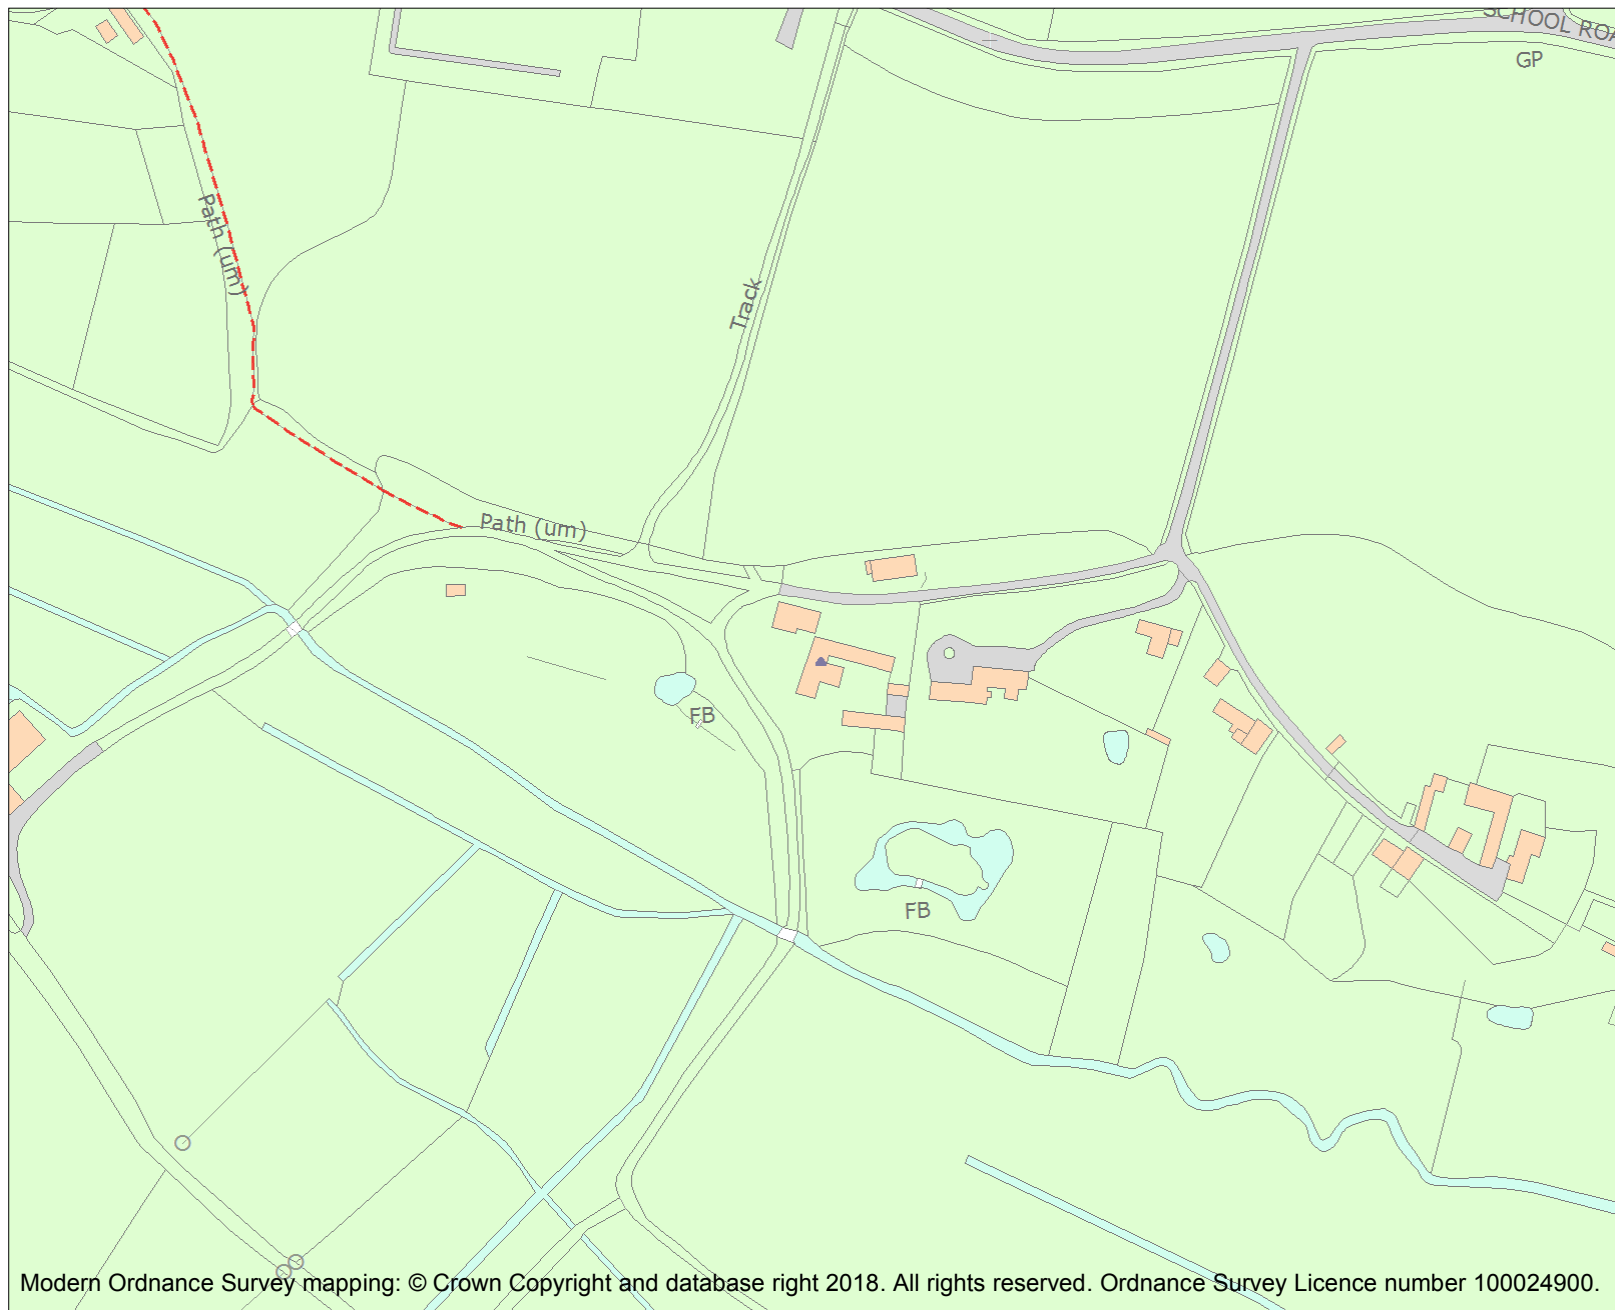 SCHOOL ROA
GP
Path (um)
Track
Path (um)
FB
FB
Modern Ordnance Survey mapping: © Crown Copyright and database right 2018. All rights reserved. Ordnance Survey Licence number 100024900.